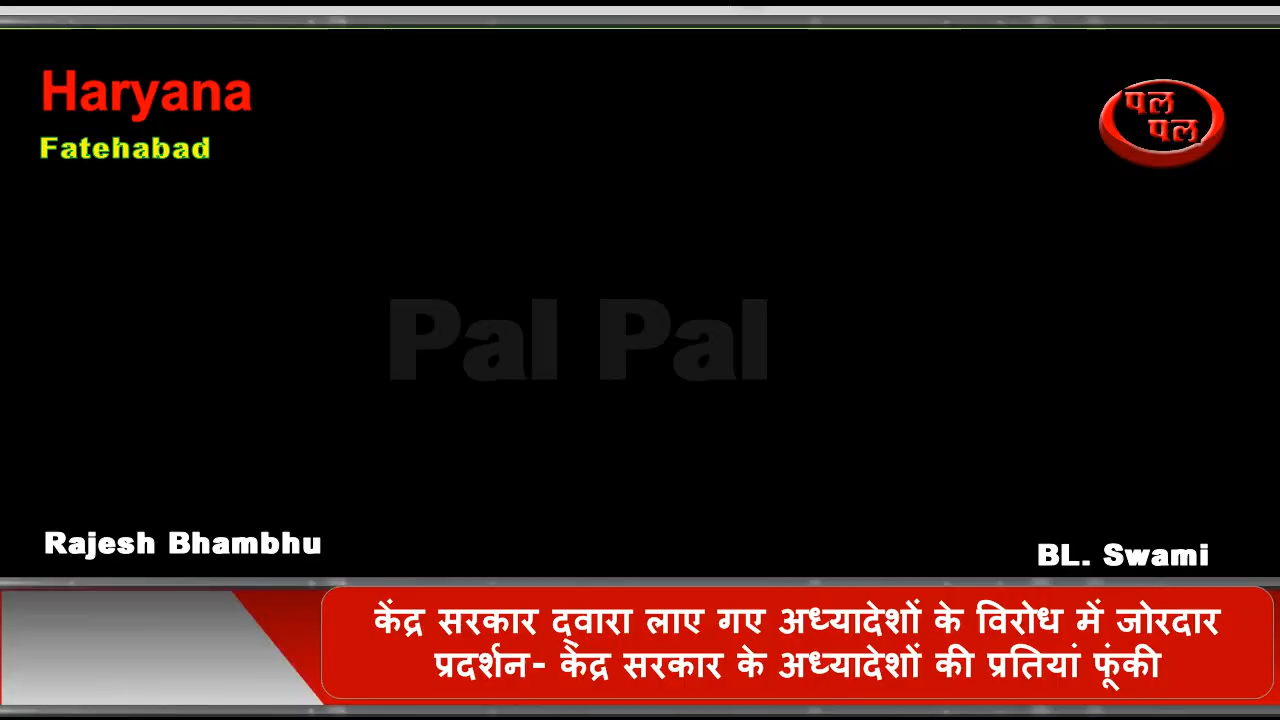 Haryana
Fatehabad
पल
पल
Pal Pal
Rajesh Bhambhu
BL. Swami
केंद्र सरकार द्वारा लाए गए अध्यादेशों के विरोध में जोरदार
प्रदर्शन- केंद्र सरकार के अध्यादेशों की प्रतियां फूंकी